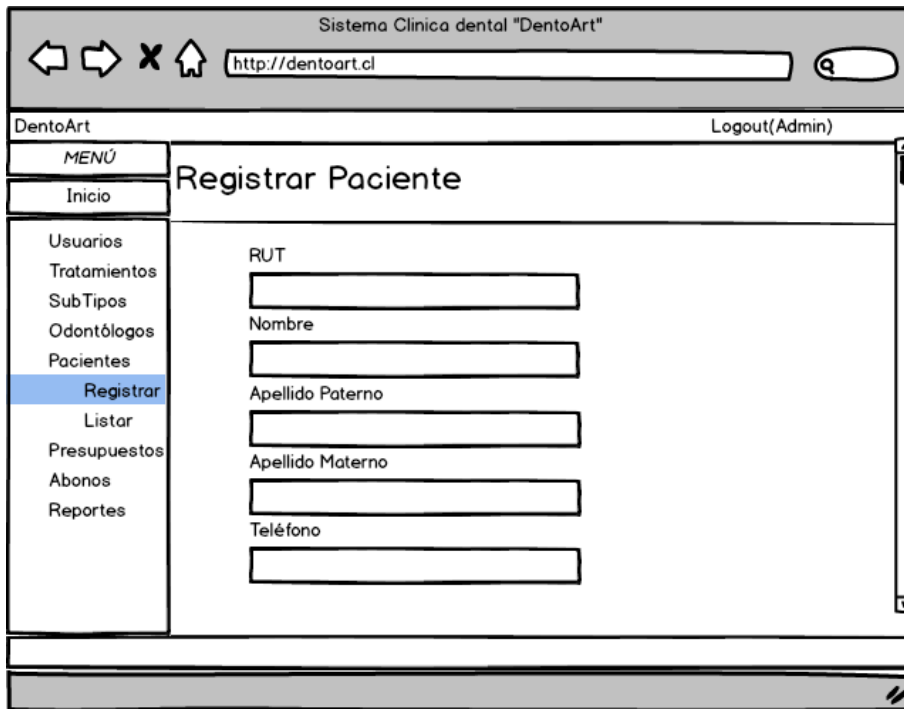 Sistema Clinica dental "DentoArt"
http://dentoart.cl
DentoArt
Logout(Admin)
MENÚ
Inicio
Usuarios
Tratamientos
SubTipos
Odontólogos
Pacientes
Registrar
Listar
Presupuestos
Abonos
Reportes
Registrar Paciente
RUT
Nombre
Apellido Paterno
Apellido Materno
Teléfono